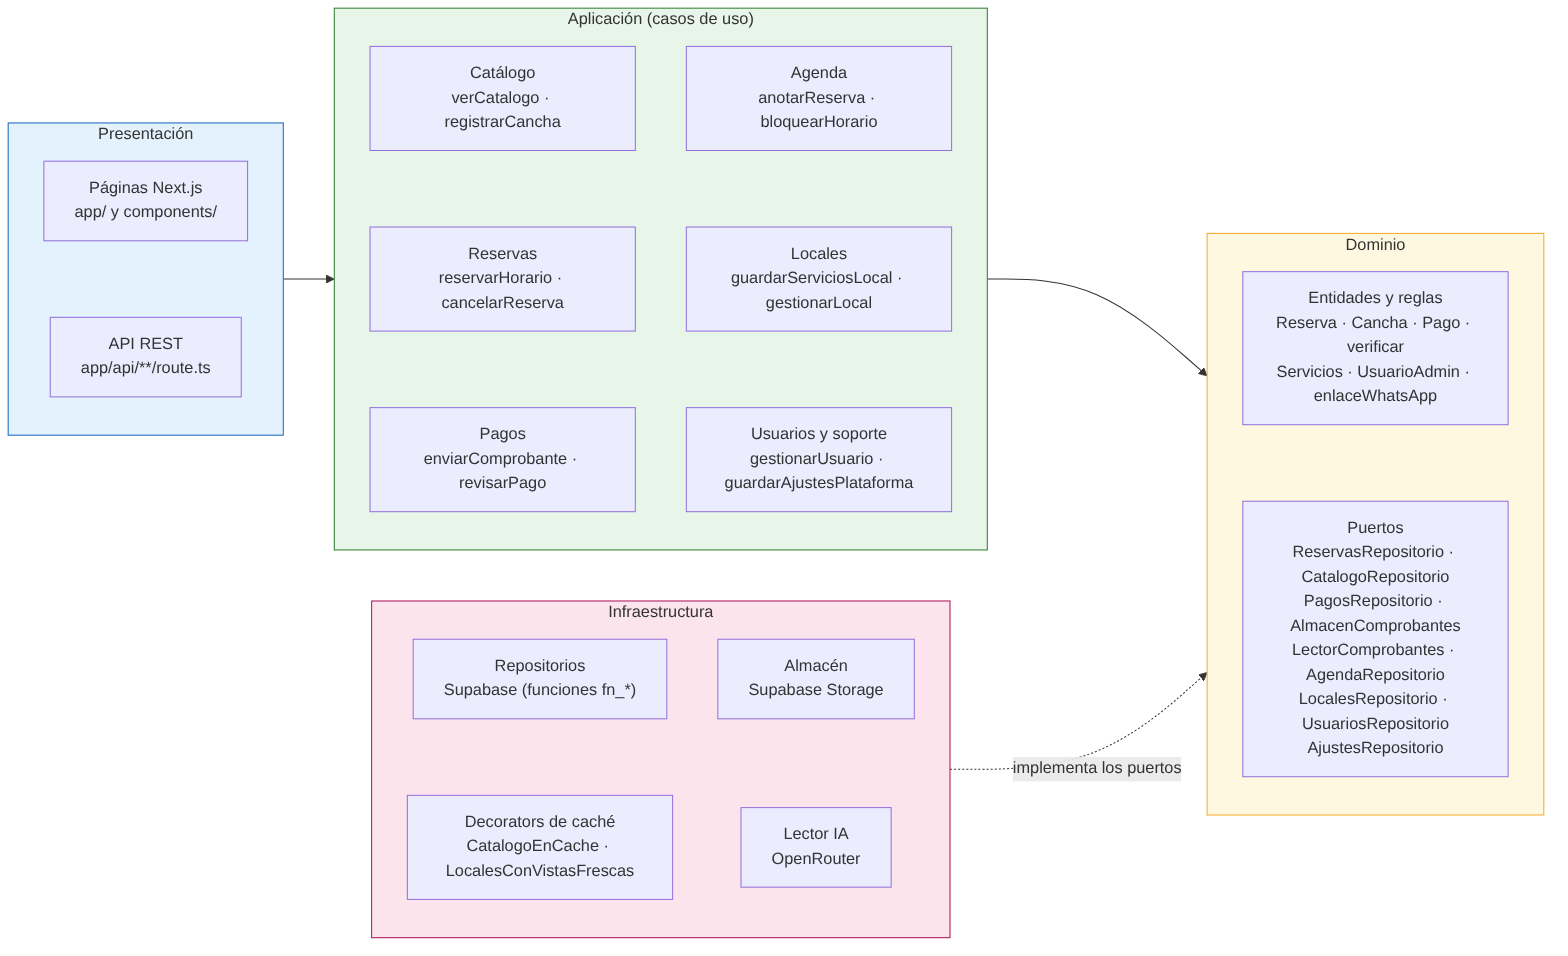 Presentación
Páginas Next.js
app/ y components/
API REST
app/api/**/route.ts
Aplicación (casos de uso)
Catálogo
verCatalogo ·
registrarCancha
Agenda
anotarReserva ·
bloquearHorario
Reservas
reservarHorario ·
cancelarReserva
Locales
guardarServiciosLocal ·
gestionarLocal
Pagos
enviarComprobante ·
revisarPago
Usuarios y soporte
gestionarUsuario ·
guardarAjustesPlataforma
Infraestructura
Repositorios
Supabase (funciones fn_*)
Almacén
Supabase Storage
Decorators de caché
CatalogoEnCache ·
LocalesConVistasFrescas
Lector IA
OpenRouter
implementa los puertos
Dominio
Entidades y reglas
Reserva · Cancha · Pago ·
verificar
Servicios · UsuarioAdmin ·
enlaceWhatsApp
Puertos
ReservasRepositorio ·
CatalogoRepositorio
PagosRepositorio ·
AlmacenComprobantes
LectorComprobantes ·
AgendaRepositorio
LocalesRepositorio ·
UsuariosRepositorio
AjustesRepositorio